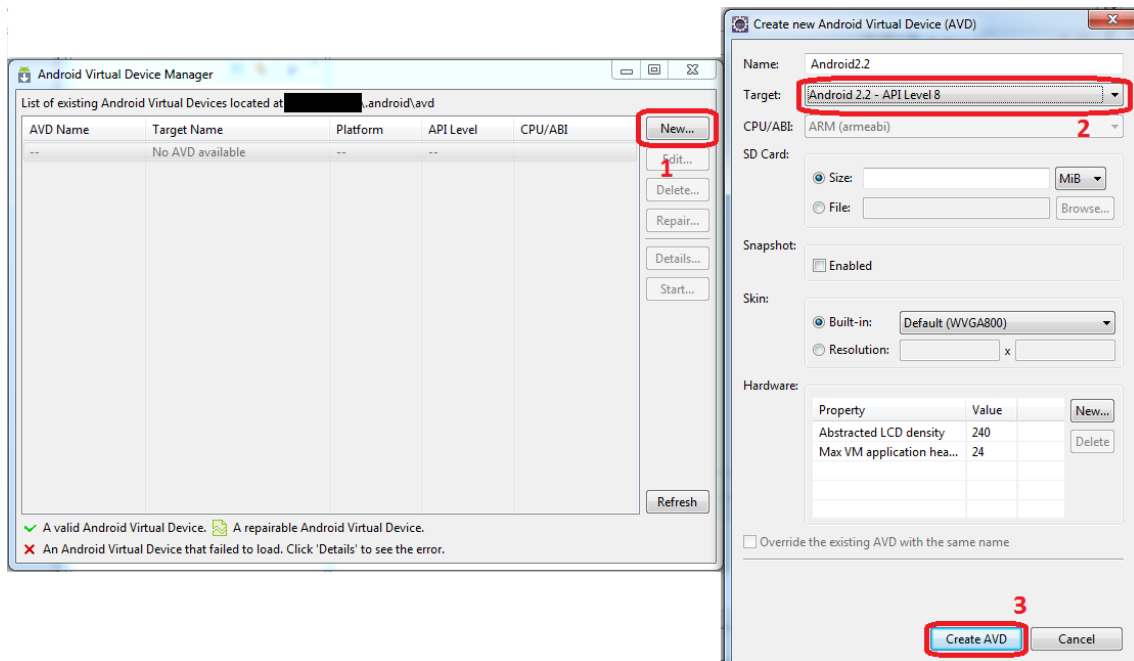 Android Virtual Device Manager
List of existing Android Virtual Devices located at \.android\avd
AVD Name Target Name Platform API Level CPU/ABI
-- No AVD available -- --
New...
1
Edit...
Delete...
Repair...
Details...
Start...
Refresh
A valid Android Virtual Device. A repairable Android Virtual Device.
An Android Virtual Device that failed to load. Click 'Details' to see the error.
Create new Android Virtual Device (AVD)
Name: Android2.2
Target: Android 2.2 - API Level 8
2
CPU/ABI: ARM (armeabi)
SD Card:
Size: MiB
File: Browse...
Snapshot:
Enabled
Skin:
Built-in: Default (WVGA800)
Resolution: x
Hardware:
Property Value New...
Abstracted LCD density 240
Delete
Max VM application hea... 24
Override the existing AVD with the same name
3
Create AVD Cancel